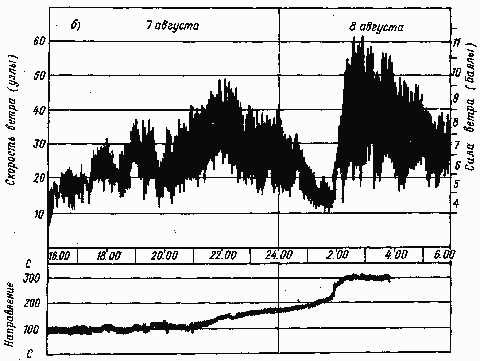 б) 7 августа 8 августа
Скорость ветра (узлы)
60
50
40
30
20
10
Сила ветра (баллы)
11
10
9
8
7
6
5
4
16.00 18.00 20.00 22.00 24.00 2.00 4.00 6.00
Направление
С
300
200
100
С